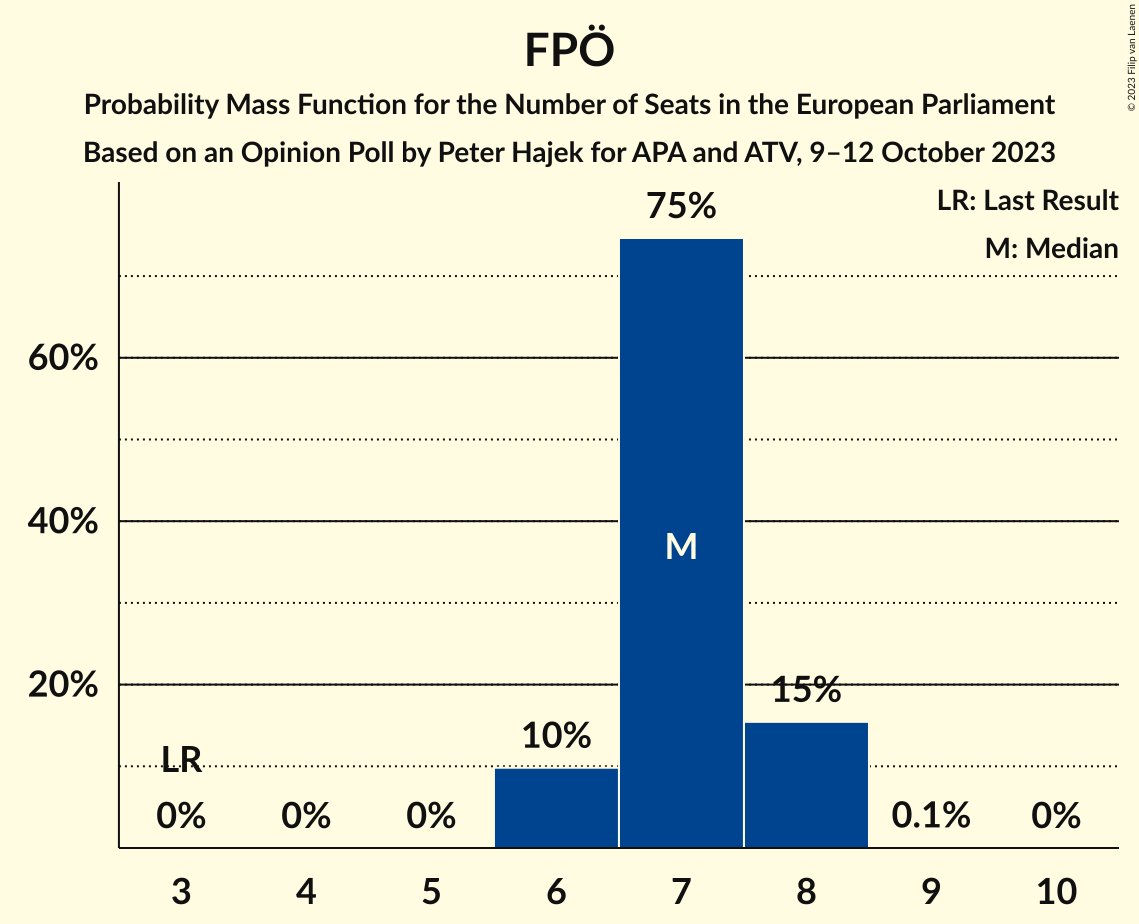 FPÖ
Probability Mass Function for the Number of Seats in the European Parliament
Based on an Opinion Poll by Peter Hajek for APA and ATV, 9–12 October 2023
© 2023 Filip van Laenen
LR: Last Result
M: Median
75%
60%
40%
M
20%
15%
10%
LR
0%
0%
0%
0.1%
0%
3
4
5
6
7
8
9
10